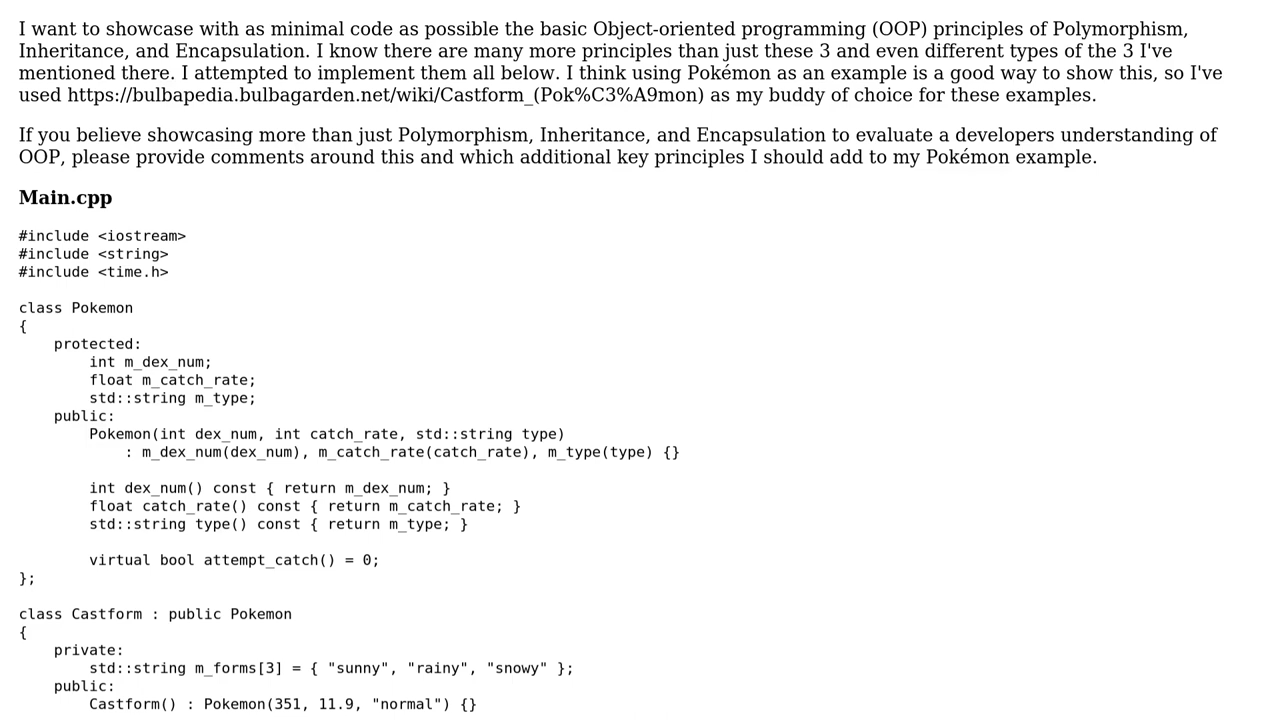 I want to showcase with as minimal code as possible the basic Object-oriented programming (OOP) principles of Polymorphism,
Inheritance, and Encapsulation. I know there are many more principles than just these 3 and even different types of the 3 I've
mentioned there. I attempted to implement them all below. I think using Pokémon as an example is a good way to show this, so I've
used https://bulbapedia.bulbagarden.net/wiki/Castform_(Pok%C3%A9mon) as my buddy of choice for these examples.
If you believe showcasing more than just Polymorphism, Inheritance, and Encapsulation to evaluate a developers understanding of
OOP, please provide comments around this and which additional key principles I should add to my Pokémon example.
Main.cpp
#include <iostream>
#include <string>
#include <time.h>
class Pokemon
{
    protected:
        int m_dex_num;
        float m_catch_rate;
        std::string m_type;
    public:
        Pokemon(int dex_num, int catch_rate, std::string type)
            : m_dex_num(dex_num), m_catch_rate(catch_rate), m_type(type) {}
        int dex_num() const { return m_dex_num; }
        float catch_rate() const { return m_catch_rate; }
        std::string type() const { return m_type; }
        virtual bool attempt_catch() = 0;
};
class Castform : public Pokemon
{
    private:
        std::string m_forms[3] = { "sunny", "rainy", "snowy" };
    public:
        Castform() : Pokemon(351, 11.9, "normal") {}